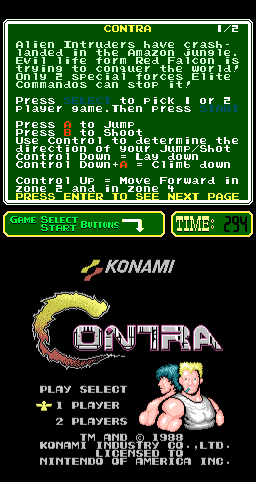 CONTRA 1/2
Alien Intruders have crash-
landed in the Amazon jungle.
Evil life form Red Falcon is
trying to conquer the world!
Only 2 special forces Elite
Commandos can stop it!
Press SELECT to pick 1 or 2
player game.Then Press START
Press A to Jump
Press B to Shoot
Use Control to determine the
direction of your Jump/Shot
Control Down = Lay down
Control Down+A = Climb down
Control Up = Move Forward in
zone 2 and in zone 4
PRESS ENTER TO SEE NEXT PAGE
GAME SELECT
START BUTTONS
TIME: 294
KONAMI
CONTRA
PLAY SELECT
1 PLAYER
2 PLAYERS
TM AND © 1988
KONAMI INDUSTRY CO.,LTD.
LICENSED TO
NINTENDO OF AMERICA INC.